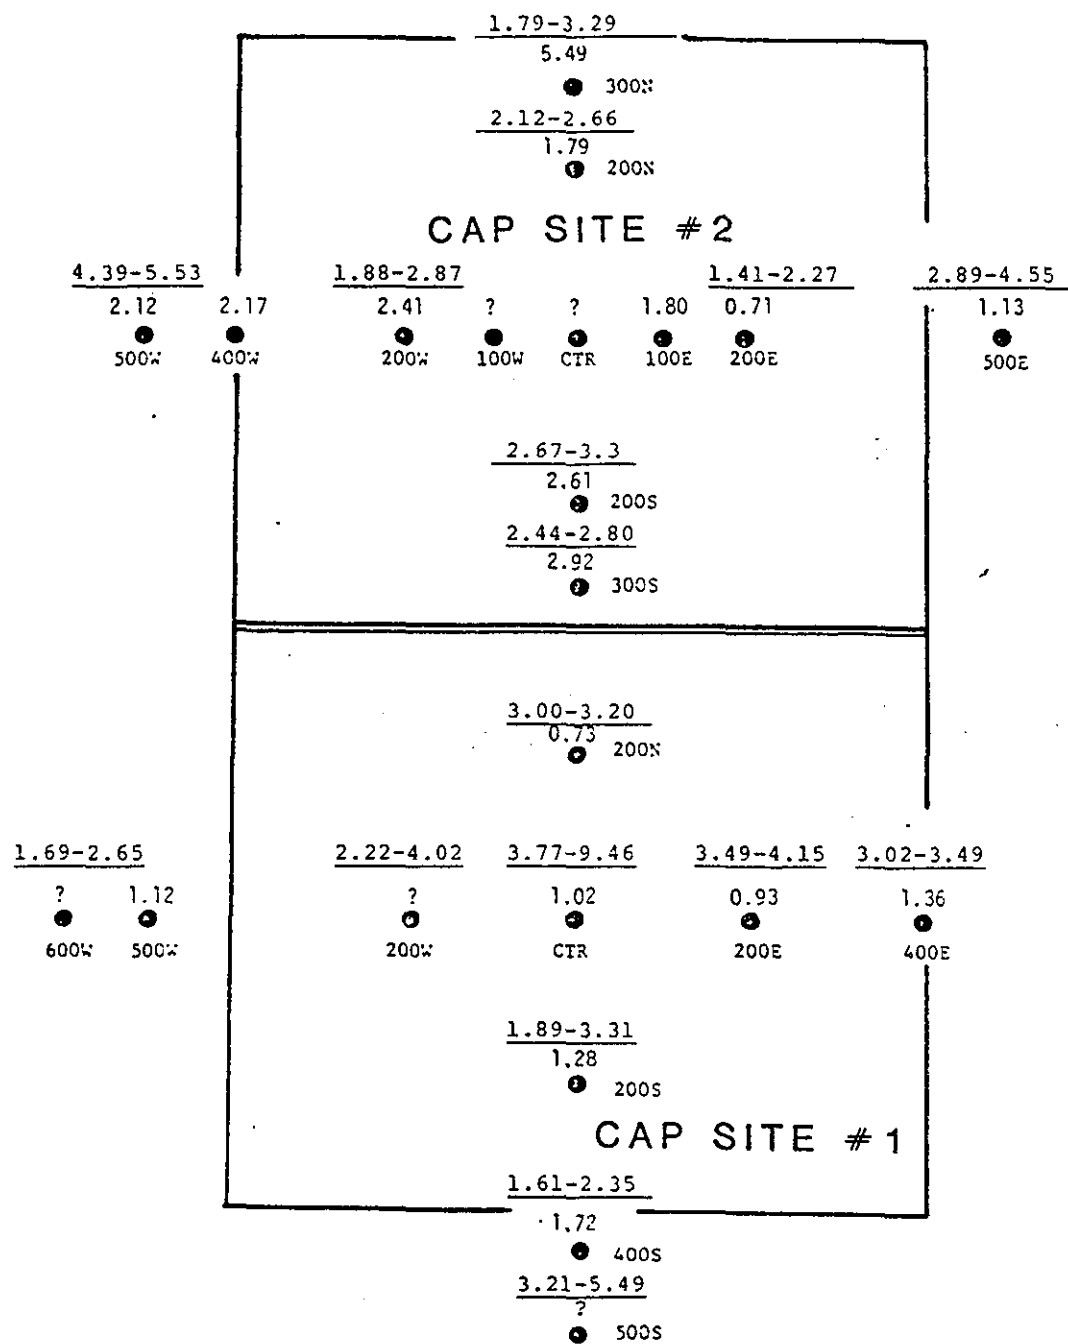 1.79-3.29
5.49
300N
2.12-2.66
1.79
200N
CAP SITE #2
4.39-5.53 1.88-2.87 1.41-2.27 2.89-4.55
2.12 2.17 2.41 ? ? 1.80 0.71 1.13
500W 400W 200W 100W CTR 100E 200E 500E
2.67-3.3
2.61
200S
2.44-2.80
2.92
300S
3.00-3.20
0.73
200N
1.69-2.65 2.22-4.02 3.77-9.46 3.49-4.15 3.02-3.49
? 1.12 ? 1.02 0.93 1.36
600W 500W 200W CTR 200E 400E
1.89-3.31
1.28
200S
CAP SITE #1
1.61-2.35
1.72
400S
3.21-5.49
?
500S